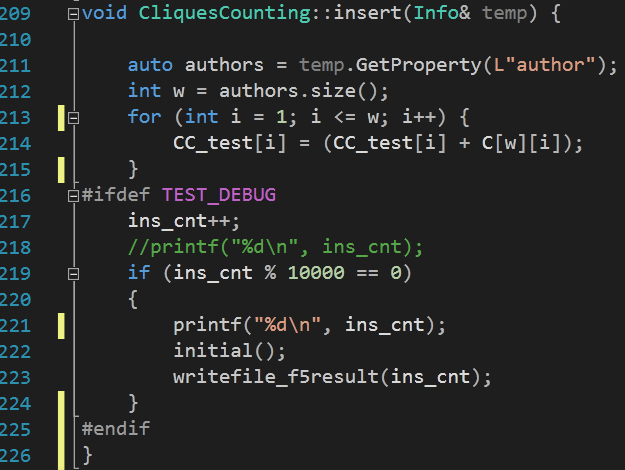 209 void CliquesCounting::insert(Info& temp) {
210
211     auto authors = temp.GetProperty(L"author");
212     int w = authors.size();
213     for (int i = 1; i <= w; i++) {
214         CC_test[i] = (CC_test[i] + C[w][i]);
215     }
216 #ifdef TEST_DEBUG
217     ins_cnt++;
218     //printf("%d\n", ins_cnt);
219     if (ins_cnt % 10000 == 0)
220     {
221         printf("%d\n", ins_cnt);
222         initial();
223         writefile_f5result(ins_cnt);
224     }
225 #endif
226 }